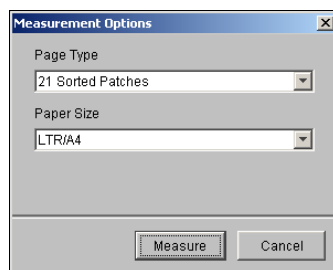 Measurement Options
Page Type
21 Sorted Patches
Paper Size
LTR/A4
Measure Cancel